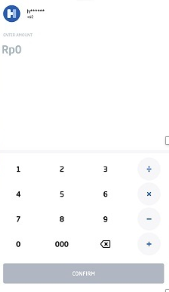 H
h******
ENTER AMOUNT
Rp0
1 2 3 ÷
4 5 6 ×
7 8 9 −
0 000 +
CONFIRM